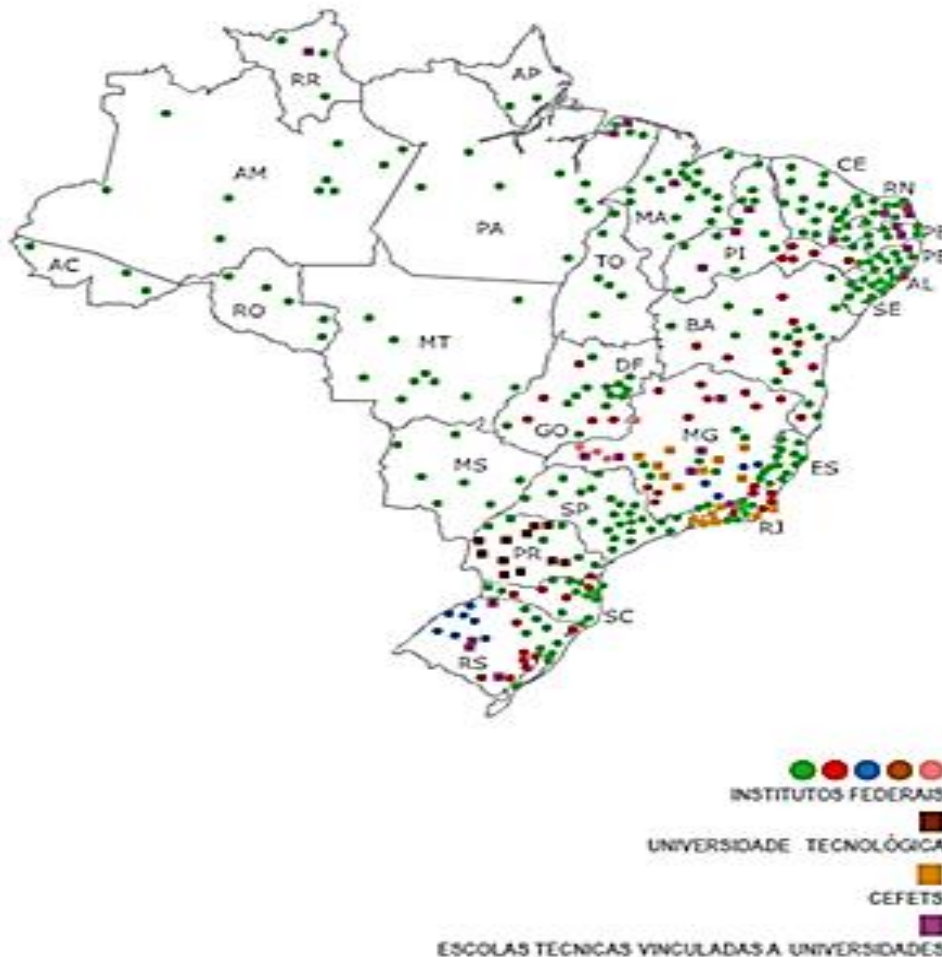 RR
AP
AM
PA
MA
CE
RN
PB
PE
AL
SE
PI
AC
TO
RO
BA
MT
DF
GO
MG
ES
MS
SP
RJ
PR
SC
RS
INSTITUTOS FEDERAIS
UNIVERSIDADE TECNOLÓGICA
CEFETS
ESCOLAS TECNICAS VINCULADAS A UNIVERSIDADES